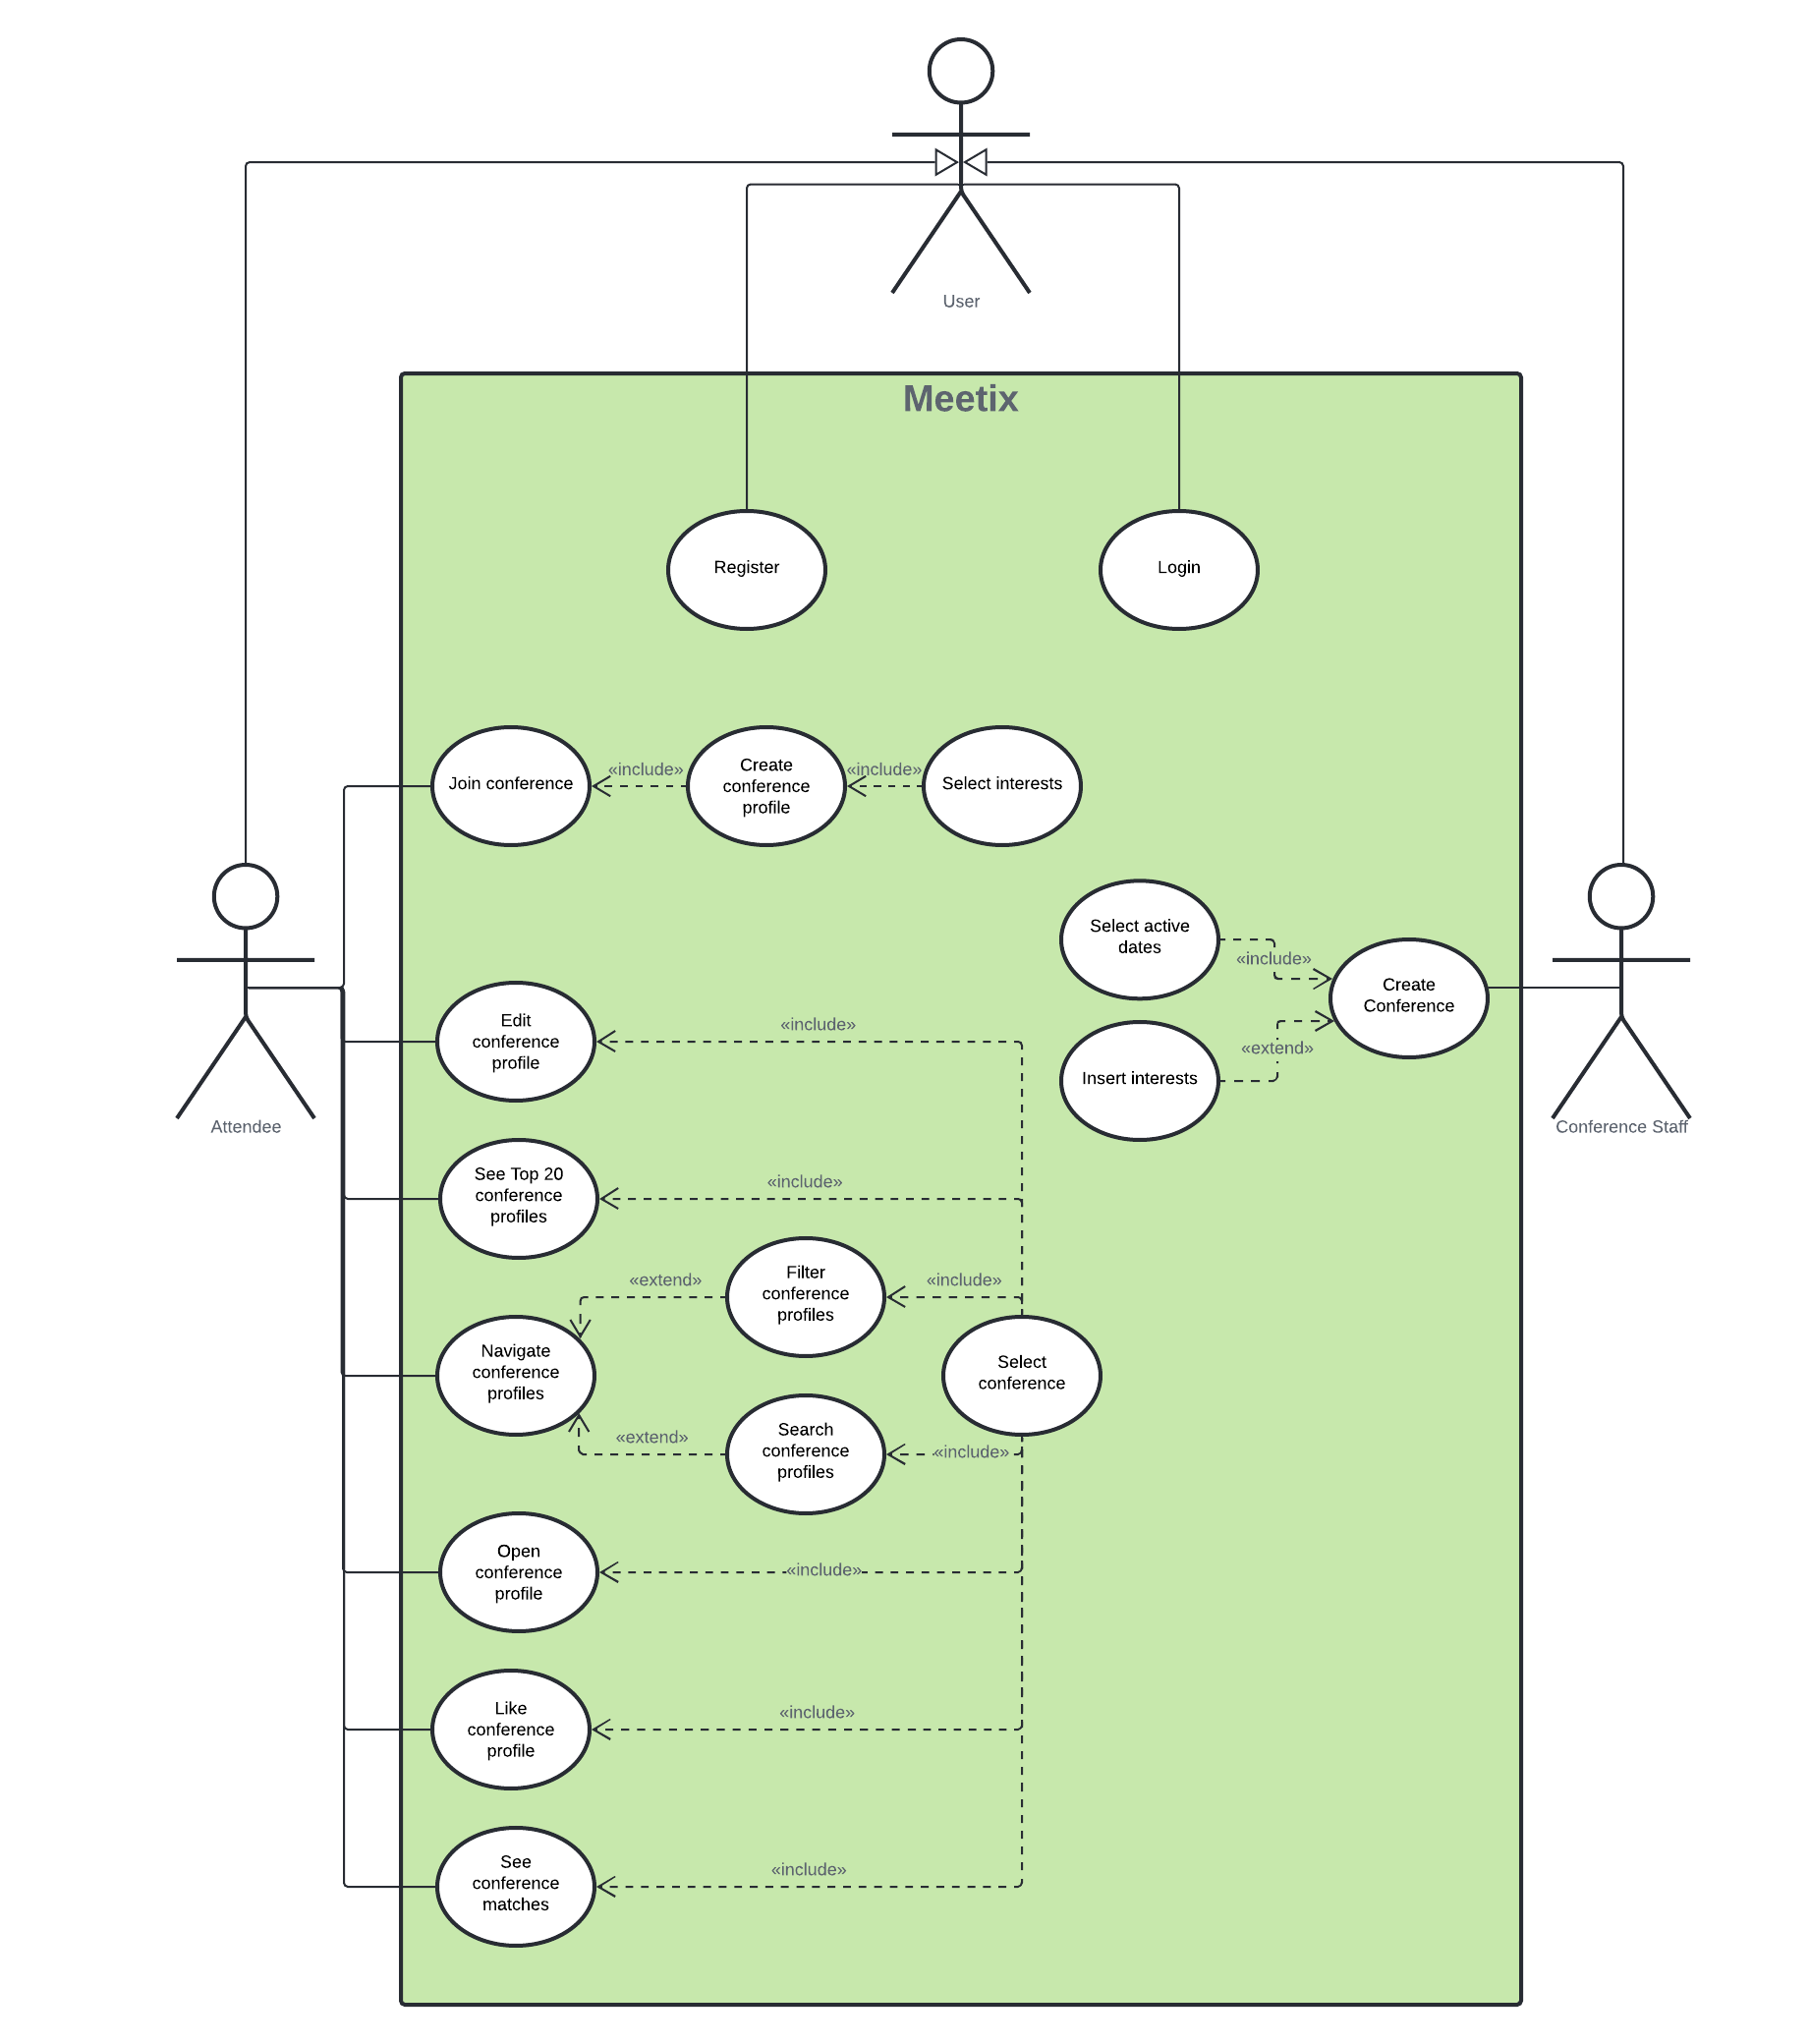 User
Meetix
Register
Login
Join conference
«include»
Create
conference
profile
«include»
Select interests
Select active
dates
«include»
Create
Conference
«extend»
Insert interests
Attendee
Conference Staff
Edit
conference
profile
«include»
See Top 20
conference
profiles
«include»
Filter
conference
profiles
«extend»
«include»
Navigate
conference
profiles
Select
conference
Search
conference
profiles
«extend»
«include»
Open
conference
profile
«include»
Like
conference
profile
«include»
See
conference
matches
«include»